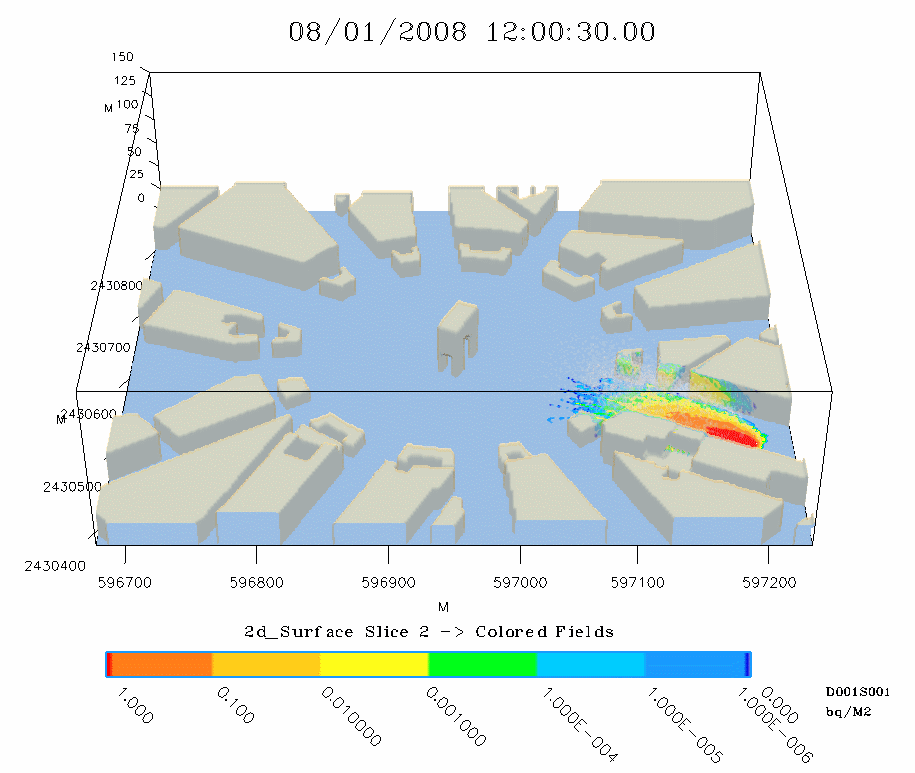 08/01/2008 12:00:30.00
150
125
M 100
75
50
25
0
2430800
2430700
M 2430600
2430500
2430400
596700 596800 596900 597000 597100 597200
M
2d_Surface Slice 2 -> Colored Fields
1.000 0.100 0.010000 0.001000 1.000E-004 1.000E-005 1.000E-006 0.000
D001S001
bq/M2